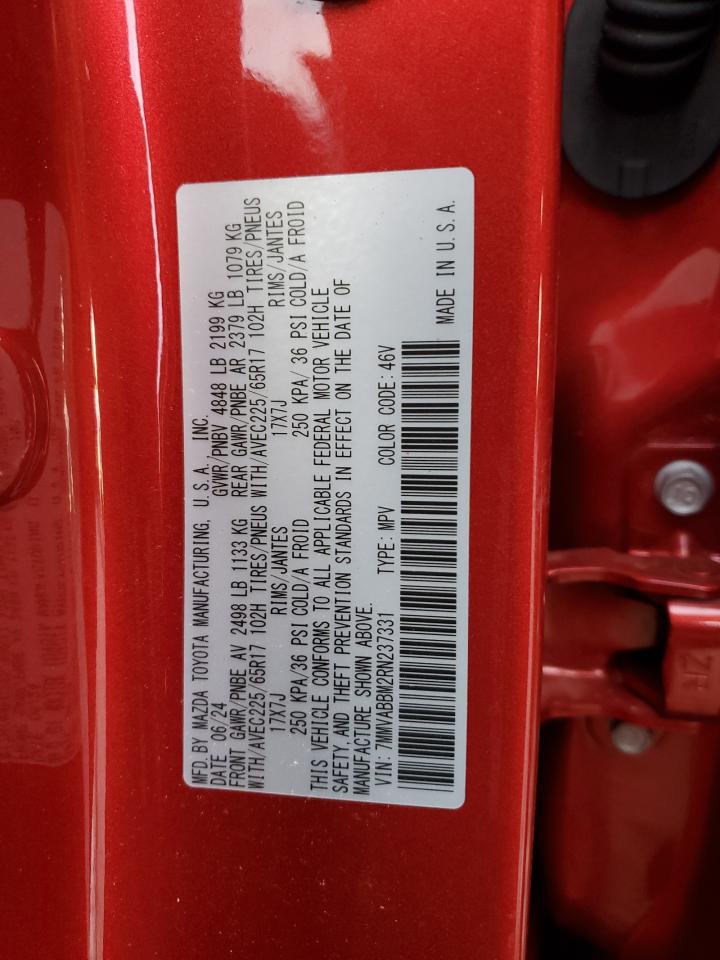 MFD. BY MAZDA TOYOTA MANUFACTURING, U.S.A. INC.
DATE 06/24 GVWR/PNBV 4848 LB 2199 KG
FRONT GAWR/PNBE AV 2498 LB 1133 KG REAR GAWR/PNBE AR 2379 LB 1079 KG
WITH/AVEC225/65R17 102H TIRES/PNEUS WITH/AVEC225/65R17 102H TIRES/PNEUS
17X7J RIMS/JANTES 17X7J RIMS/JANTES
250 KPA/36 PSI COLD/A FROID 250 KPA/ 36 PSI COLD/A FROID
THIS VEHICLE CONFORMS TO ALL APPLICABLE FEDERAL MOTOR VEHICLE
SAFETY AND THEFT PREVENTION STANDARDS IN EFFECT ON THE DATE OF
MANUFACTURE SHOWN ABOVE.
VIN: 7MMVABBM2RN237331 TYPE: MPV COLOR CODE: 46V
MADE IN U.S.A.